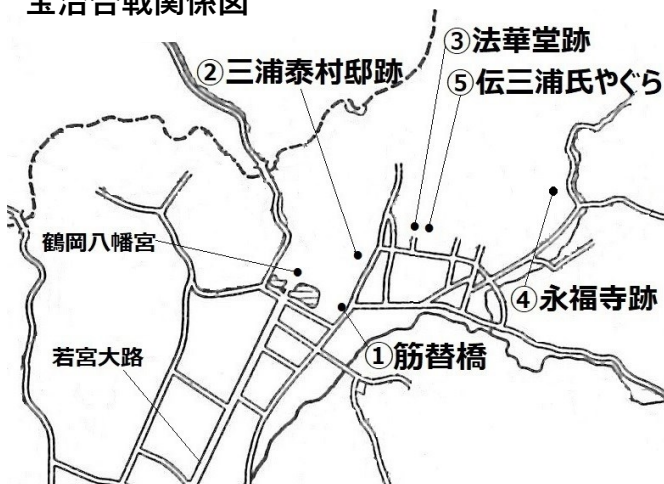 宝治合戦関係図
③法華堂跡
②三浦泰村邸跡
⑤伝三浦氏やぐら
鶴岡八幡宮
④永福寺跡
若宮大路
①筋替橋